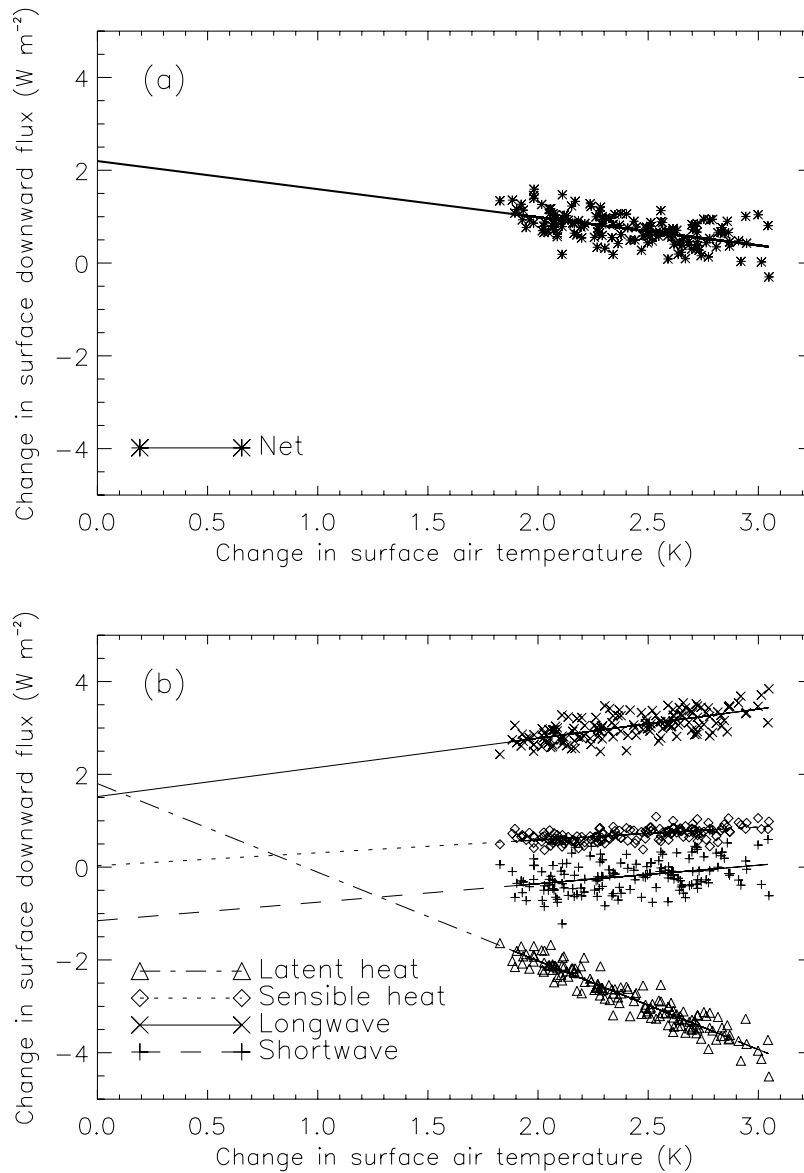 Change in surface downward flux (W m⁻²)
(a)
4
2
0
−2
−4
Net
0.0 0.5 1.0 1.5 2.0 2.5 3.0
Change in surface air temperature (K)
Change in surface downward flux (W m⁻²)
(b)
4
2
0
−2
−4
Latent heat
Sensible heat
Longwave
Shortwave
0.0 0.5 1.0 1.5 2.0 2.5 3.0
Change in surface air temperature (K)